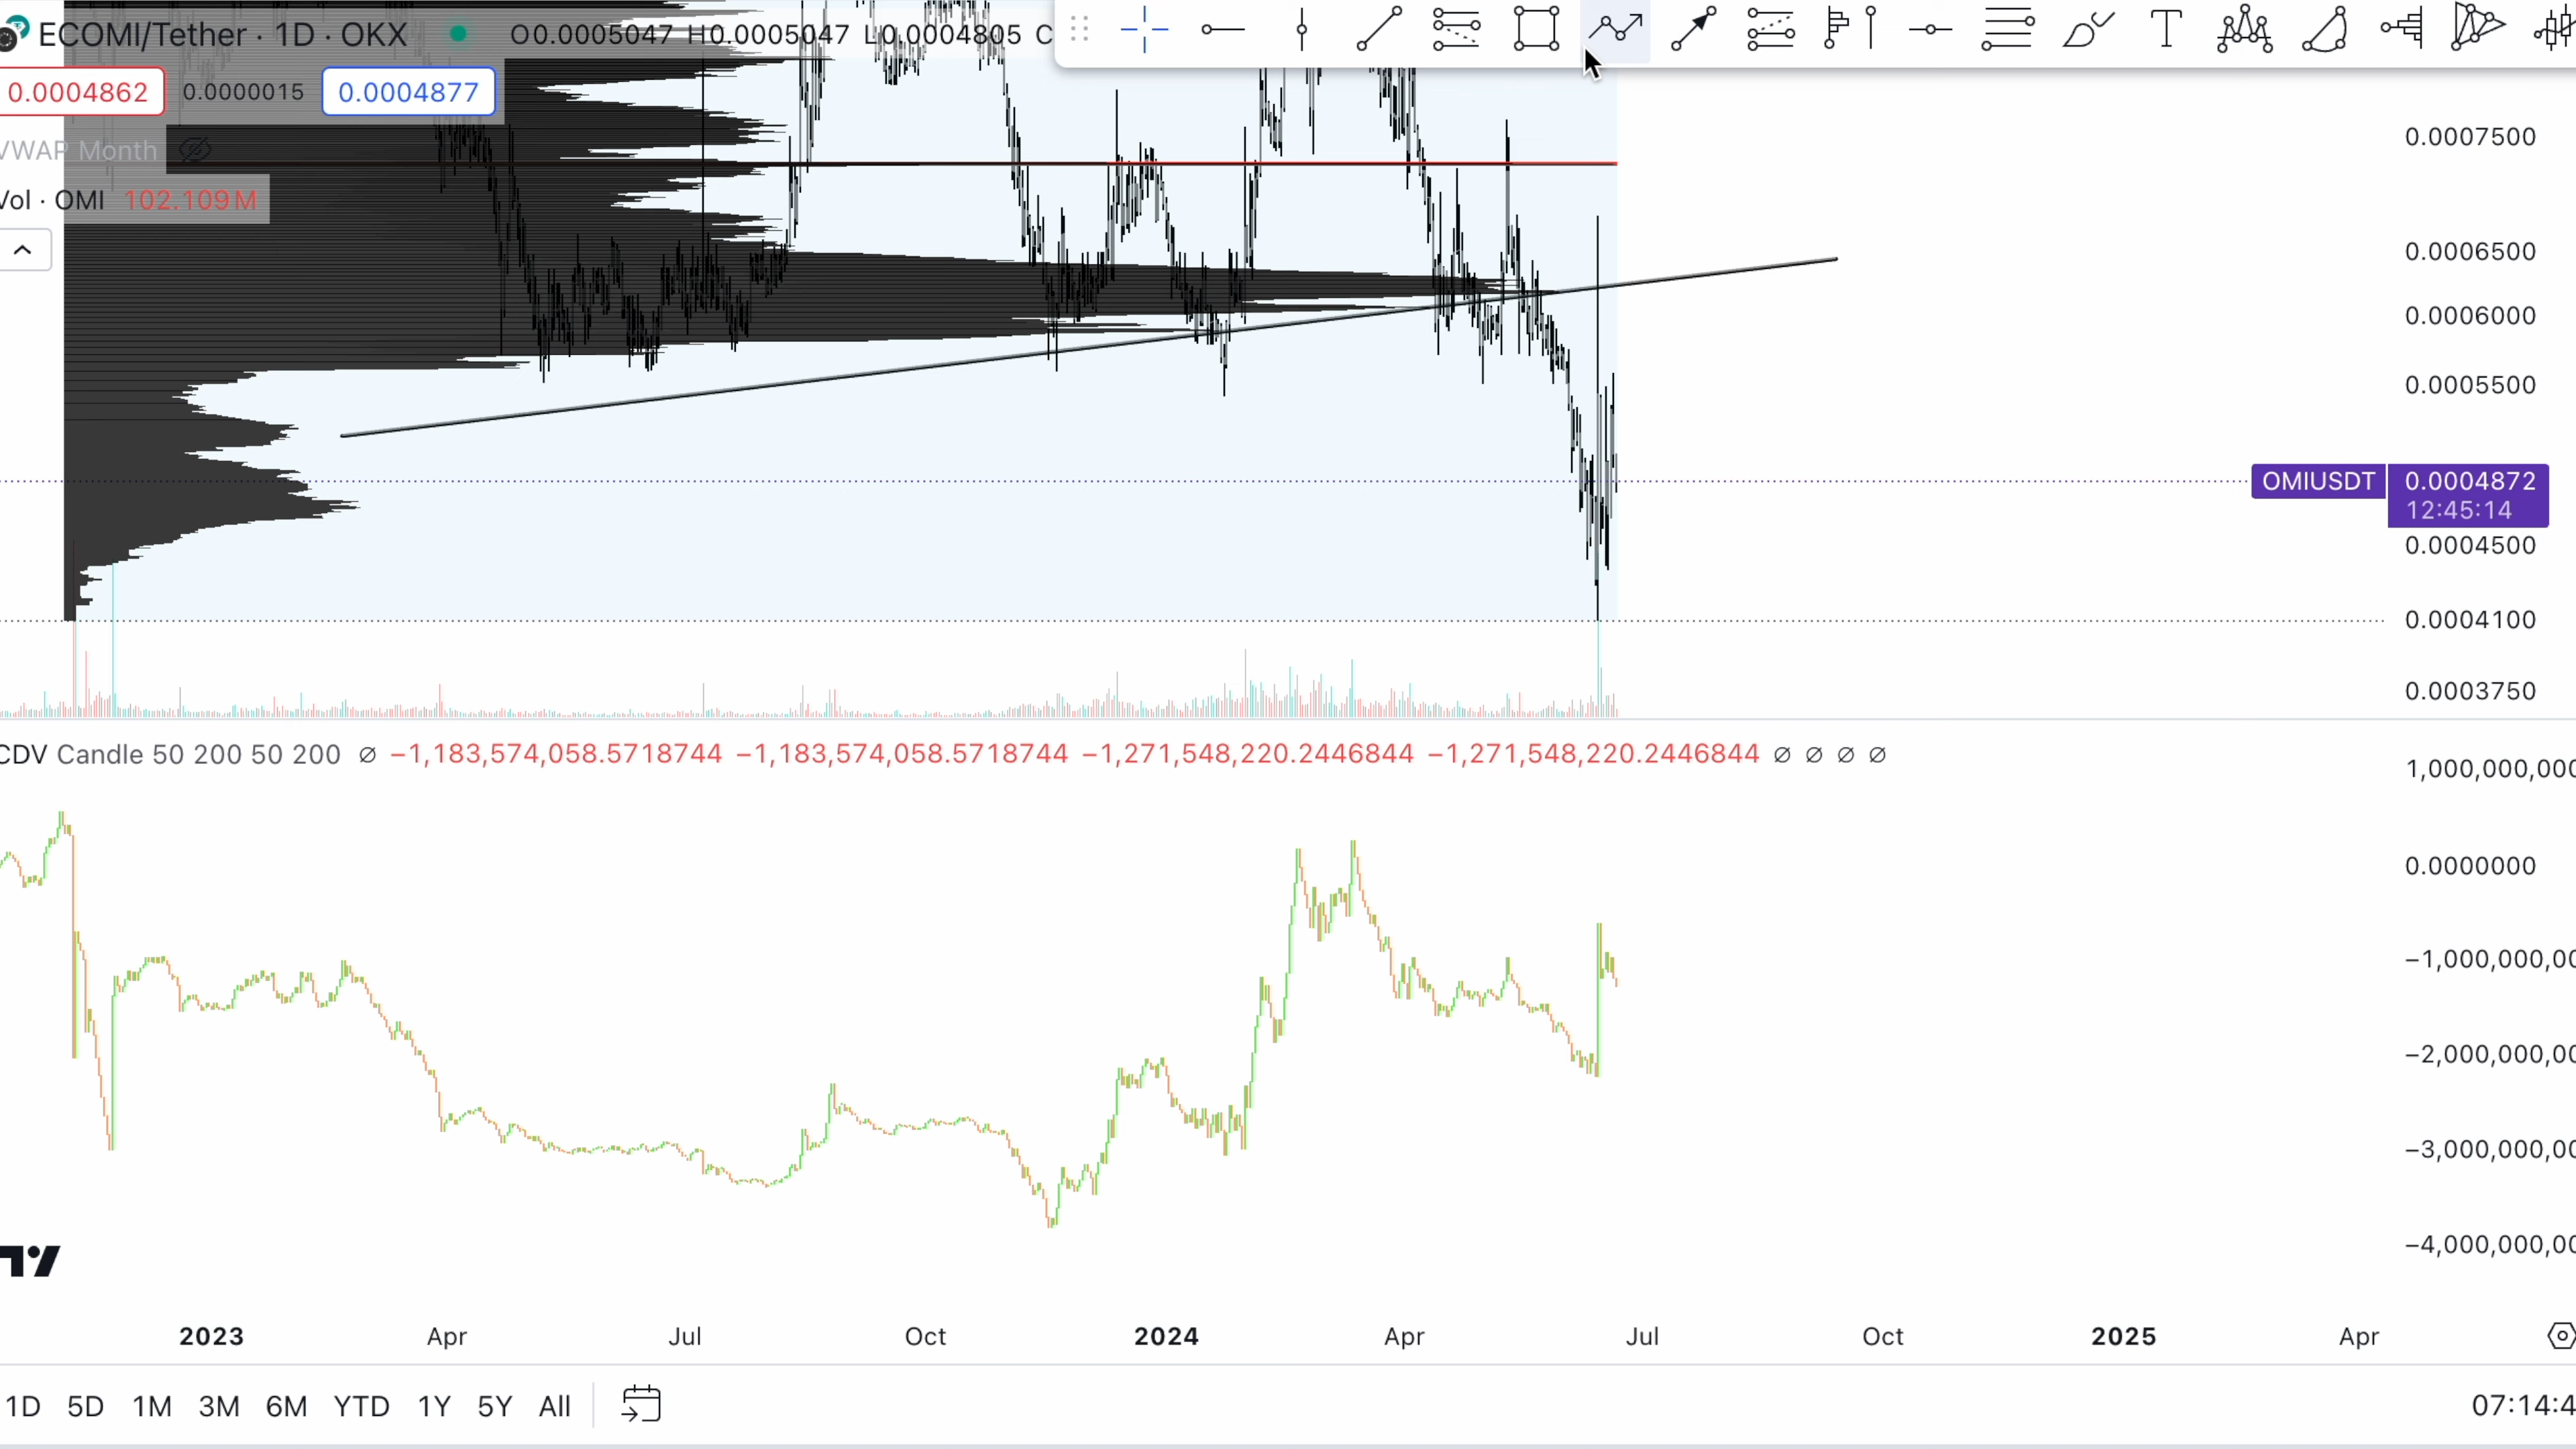 ECOMI/Tether · 1D · OKX O0.0005047 H0.0005047 L0.0004805 C
0.0004862 0.0000015 0.0004877
VWAP Month
Vol · OMI 102.109 M
0.0007500
0.0006500
0.0006000
0.0005500
OMIUSDT 0.0004872
12:45:14
0.0004500
0.0004100
0.0003750
CDV Candle 50 200 50 200 ∅ −1,183,574,058.5718744 −1,183,574,058.5718744 −1,271,548,220.2446844 −1,271,548,220.2446844 ∅ ∅ ∅ ∅
1,000,000,000
0.0000000
−1,000,000,00
−2,000,000,00
−3,000,000,00
−4,000,000,00
2023 Apr Jul Oct 2024 Apr Jul Oct 2025 Apr
1D 5D 1M 3M 6M YTD 1Y 5Y All 07:14:4